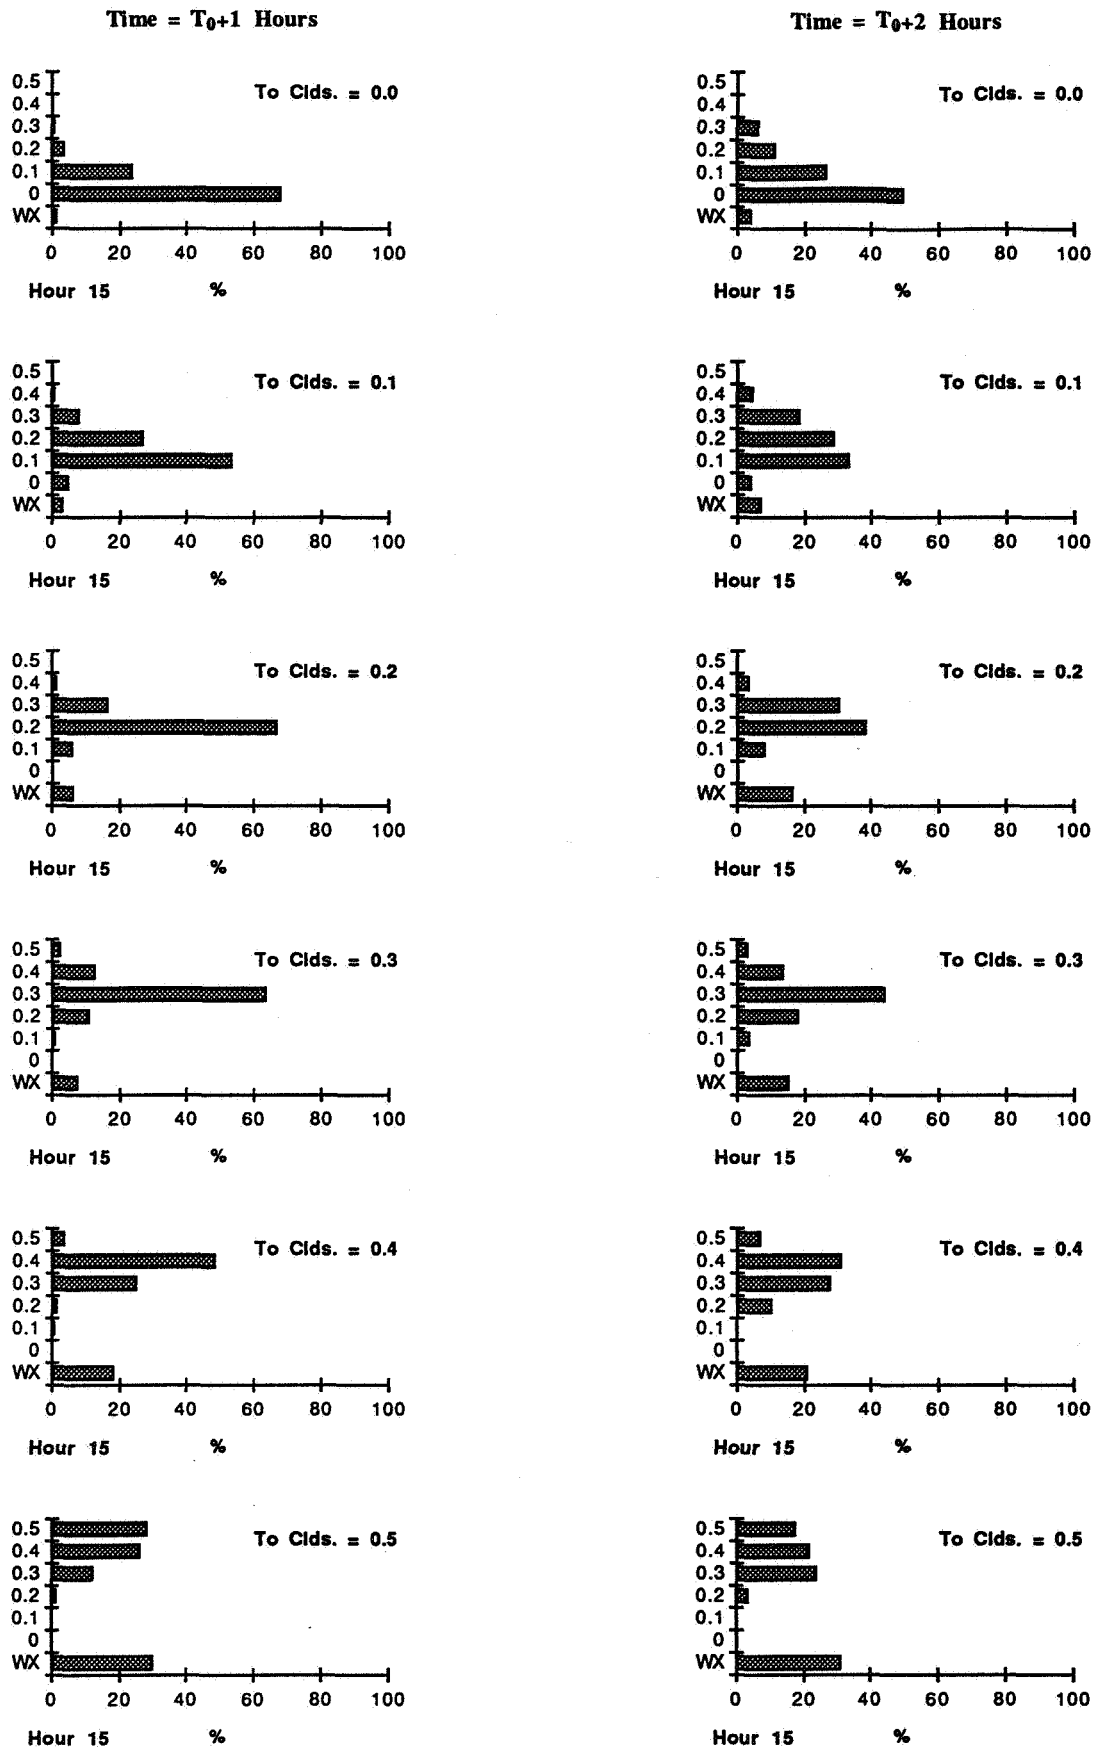 Time = T0+1 Hours
Time = T0+2 Hours
0.5
0.4
0.3
0.2
0.1
0
WX
To Clds. = 0.0
0 20 40 60 80 100
Hour 15 %
0.5
0.4
0.3
0.2
0.1
0
WX
To Clds. = 0.0
0 20 40 60 80 100
Hour 15 %
0.5
0.4
0.3
0.2
0.1
0
WX
To Clds. = 0.1
0 20 40 60 80 100
Hour 15 %
0.5
0.4
0.3
0.2
0.1
0
WX
To Clds. = 0.1
0 20 40 60 80 100
Hour 15 %
0.5
0.4
0.3
0.2
0.1
0
WX
To Clds. = 0.2
0 20 40 60 80 100
Hour 15 %
0.5
0.4
0.3
0.2
0.1
0
WX
To Clds. = 0.2
0 20 40 60 80 100
Hour 15 %
0.5
0.4
0.3
0.2
0.1
0
WX
To Clds. = 0.3
0 20 40 60 80 100
Hour 15 %
0.5
0.4
0.3
0.2
0.1
0
WX
To Clds. = 0.3
0 20 40 60 80 100
Hour 15 %
0.5
0.4
0.3
0.2
0.1
0
WX
To Clds. = 0.4
0 20 40 60 80 100
Hour 15 %
0.5
0.4
0.3
0.2
0.1
0
WX
To Clds. = 0.4
0 20 40 60 80 100
Hour 15 %
0.5
0.4
0.3
0.2
0.1
0
WX
To Clds. = 0.5
0 20 40 60 80 100
Hour 15 %
0.5
0.4
0.3
0.2
0.1
0
WX
To Clds. = 0.5
0 20 40 60 80 100
Hour 15 %